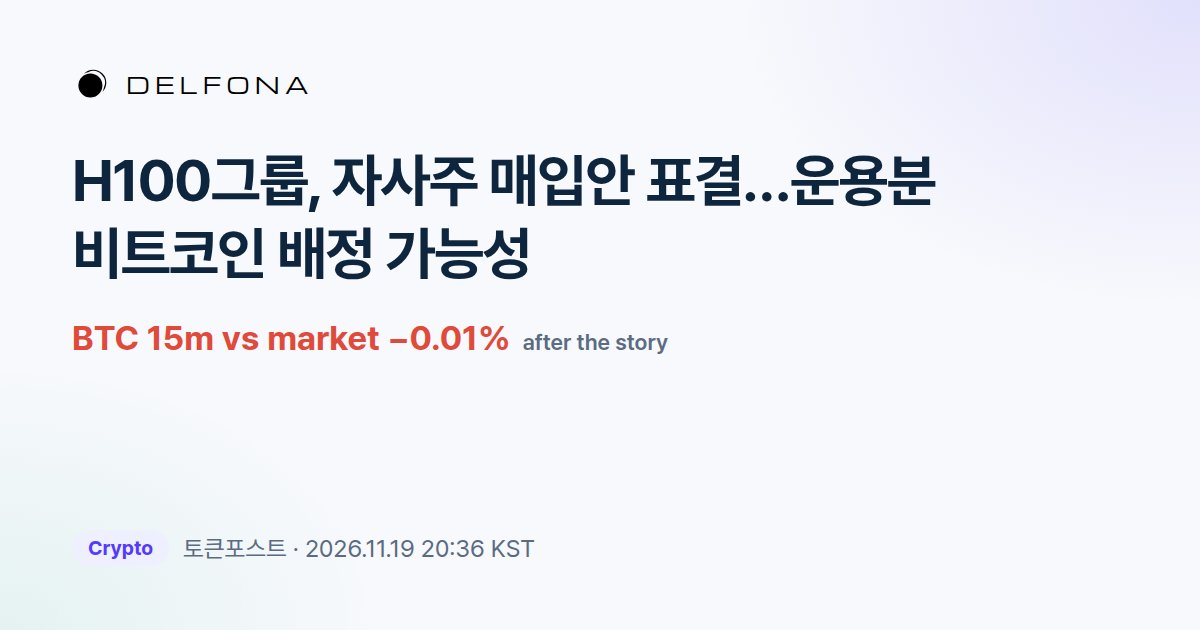 DELFONA
H100그룹, 자사주 매입안 표결…운용분
비트코인 배정 가능성
BTC 15m vs market −0.01% after the story
Crypto 토큰포스트 · 2026.11.19 20:36 KST